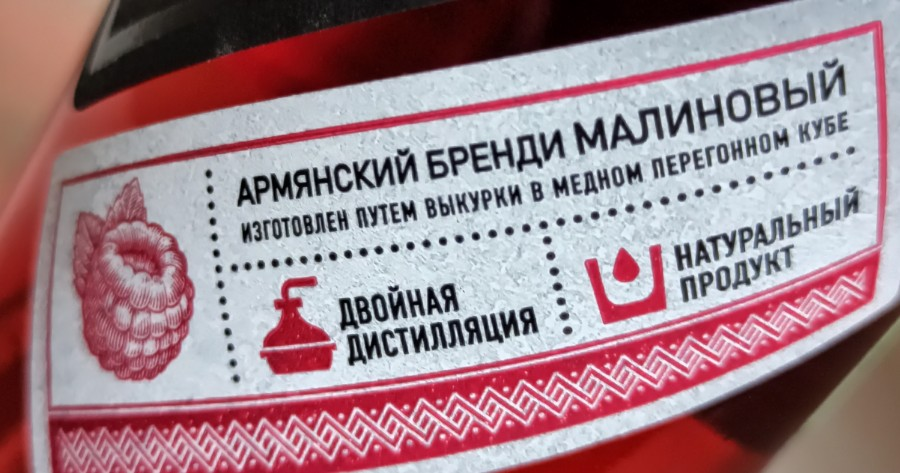 АРМЯНСКИЙ БРЕНДИ МАЛИНОВЫЙ
ИЗГОТОВЛЕН ПУТЕМ ВЫКУРКИ В МЕДНОМ ПЕРЕГОННОМ КУБЕ
ДВОЙНАЯ
ДИСТИЛЛЯЦИЯ
НАТУРАЛЬНЫЙ
ПРОДУКТ